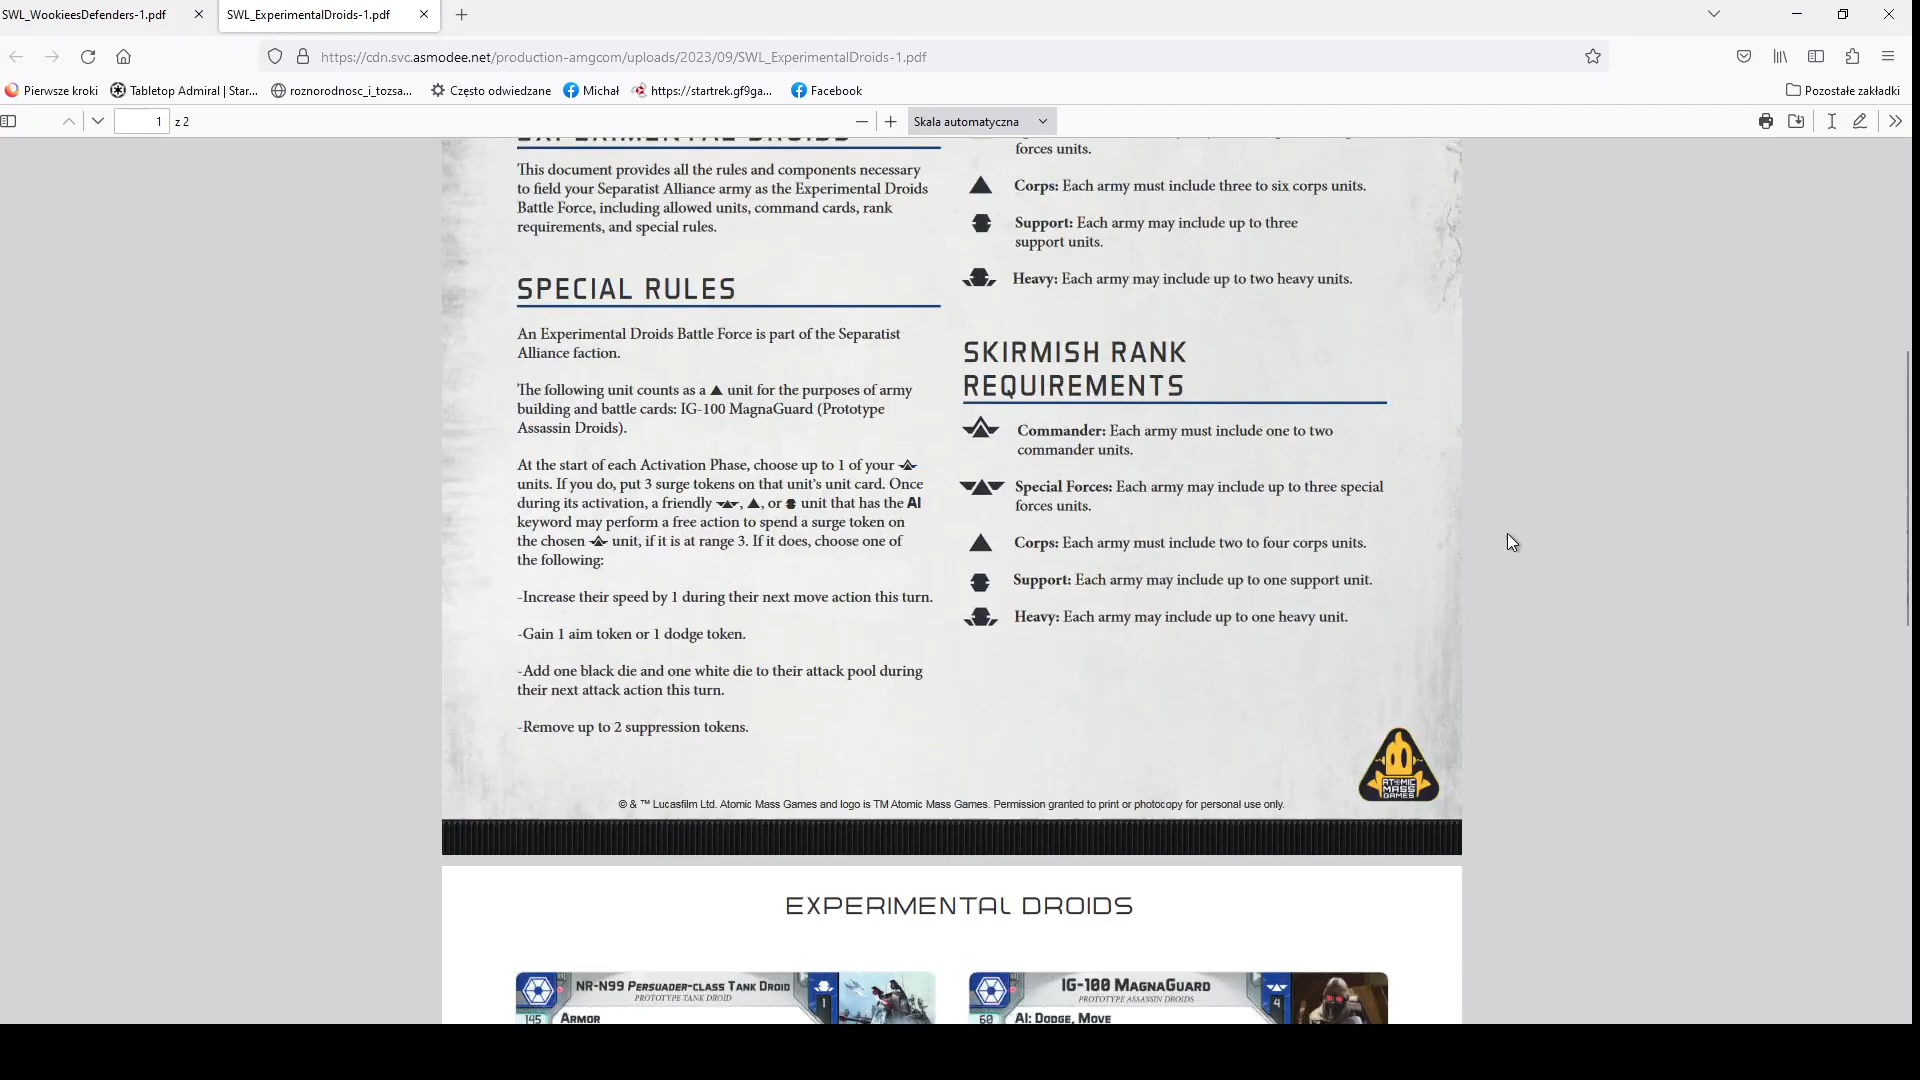 SWL_WookieesDefenders-1.pdf
SWL_ExperimentalDroids-1.pdf
https://cdn.svc.asmodee.net/production-amgcom/uploads/2023/09/SWL_ExperimentalDroids-1.pdf
Pierwsze kroki
Tabletop Admiral | Star...
roznorodnosc_i_tozsa...
Często odwiedzane
Michał
https://startrek.gf9ga...
Facebook
Pozostałe zakładki
1
z 2
Skala automatyczna
EXPERIMENTAL DROIDS
This document provides all the rules and components necessary
to field your Separatist Alliance army as the Experimental Droids
Battle Force, including allowed units, command cards, rank
requirements, and special rules.
SPECIAL RULES
An Experimental Droids Battle Force is part of the Separatist
Alliance faction.
The following unit counts as a unit for the purposes of army
building and battle cards: IG-100 MagnaGuard (Prototype
Assassin Droids).
At the start of each Activation Phase, choose up to 1 of your
units. If you do, put 3 surge tokens on that unit's unit card. Once
during its activation, a friendly , , or unit that has the AI
keyword may perform a free action to spend a surge token on
the chosen unit, if it is at range 3. If it does, choose one of
the following:
-Increase their speed by 1 during their next move action this turn.
-Gain 1 aim token or 1 dodge token.
-Add one black die and one white die to their attack pool during
their next attack action this turn.
-Remove up to 2 suppression tokens.
forces units.
Corps: Each army must include three to six corps units.
Support: Each army may include up to three
support units.
Heavy: Each army may include up to two heavy units.
SKIRMISH RANK
REQUIREMENTS
Commander: Each army must include one to two
commander units.
Special Forces: Each army may include up to three special
forces units.
Corps: Each army must include two to four corps units.
Support: Each army may include up to one support unit.
Heavy: Each army may include up to one heavy unit.
ATOMIC
MASS
GAMES
© & ™ Lucasfilm Ltd. Atomic Mass Games and logo is TM Atomic Mass Games. Permission granted to print or photocopy for personal use only.
EXPERIMENTAL DROIDS
NR-N99 PERSUADER-CLASS TANK DROID
PROTOTYPE TANK DROID
1
145
ARMOR
IG-100 MAGNAGUARD
PROTOTYPE ASSASSIN DROIDS
4
60
AI: DODGE, MOVE